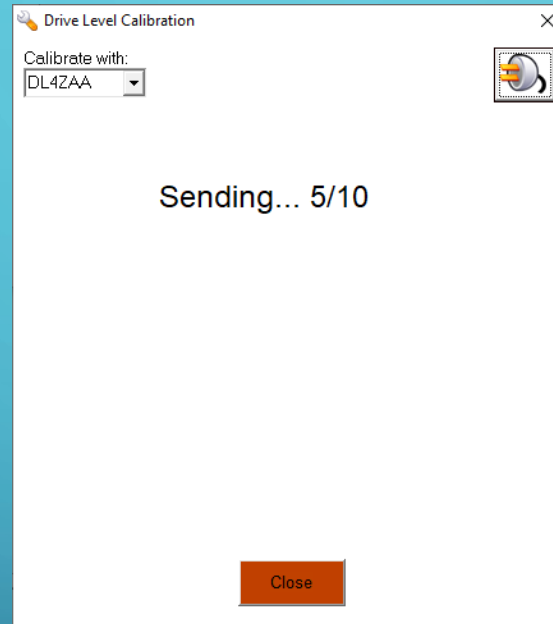 Drive Level Calibration
Calibrate with:
DL4ZAA
Sending... 5/10
Close